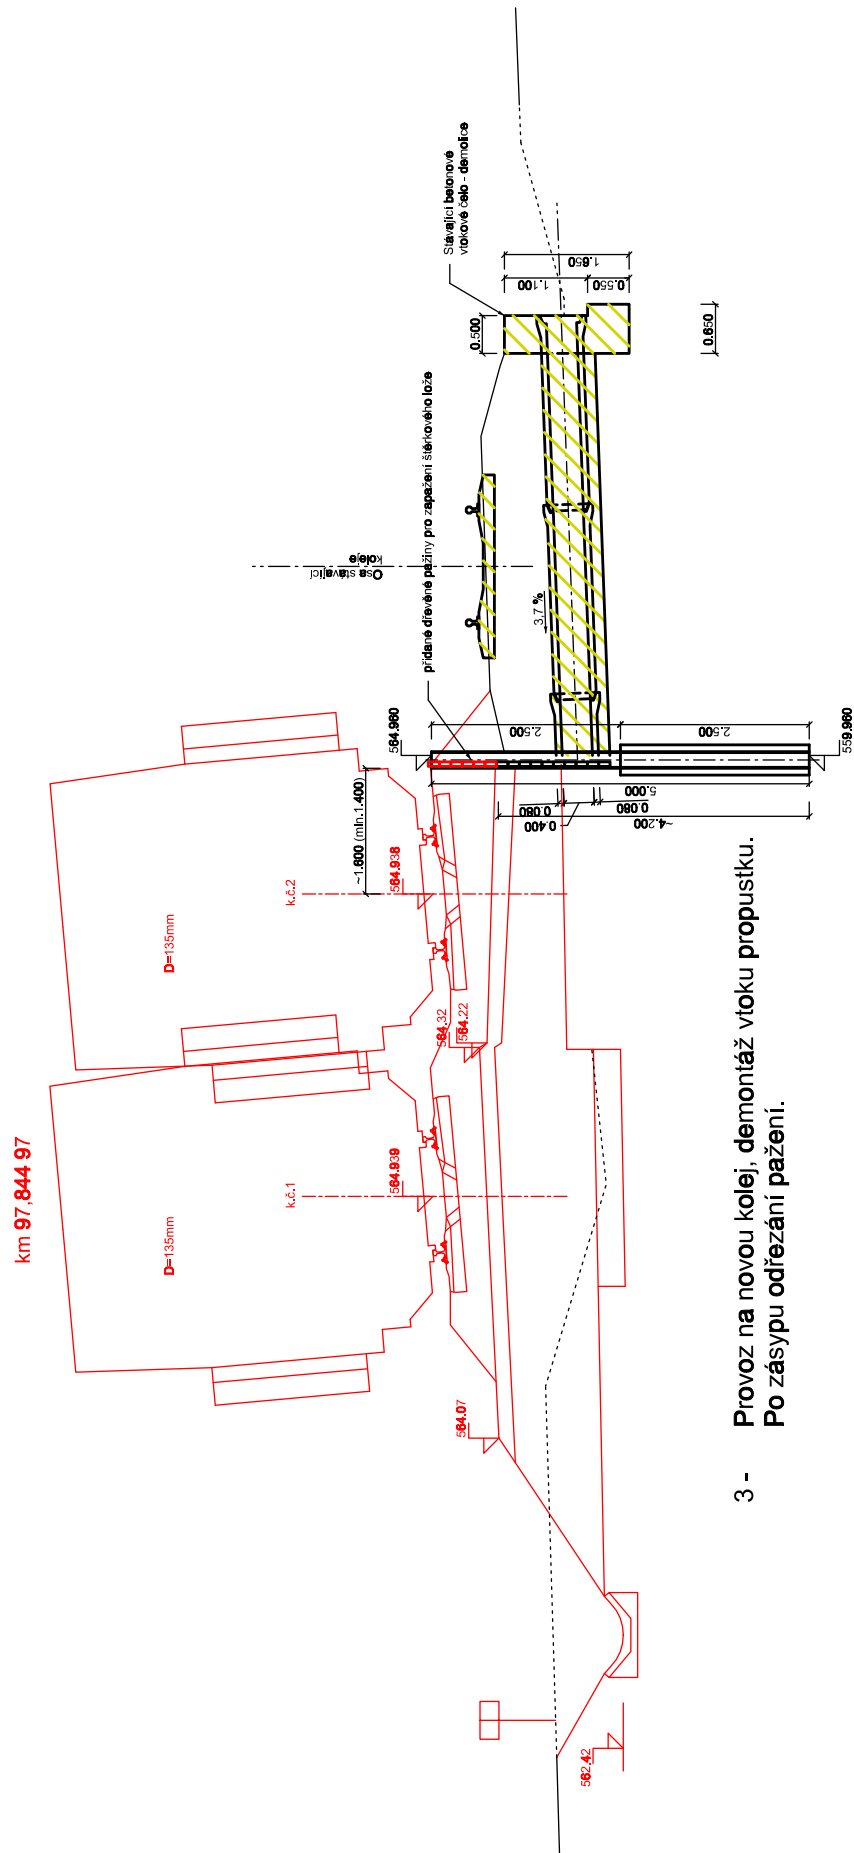 km 97,844 97
D=135mm
D=135mm
k.č.1
k.č.2
564.939
564.938
~1.600 (min.1.400)
564.32
564.22
564.07
562.42
564.960
559.960
2.500
2.500
5.000
~4.200
0.080
0.400
0.080
přidané dřevěné pažiny pro zapažení štěrkového lože
Osa stávající
koleje
3,7 %
Stávající betonové
vtokové čelo - demolice
0.500
1.100
0.550
1.650
0.650
3 - Provoz na novou kolej, demontáž vtoku propustku.
Po zásypu odřezání pažení.